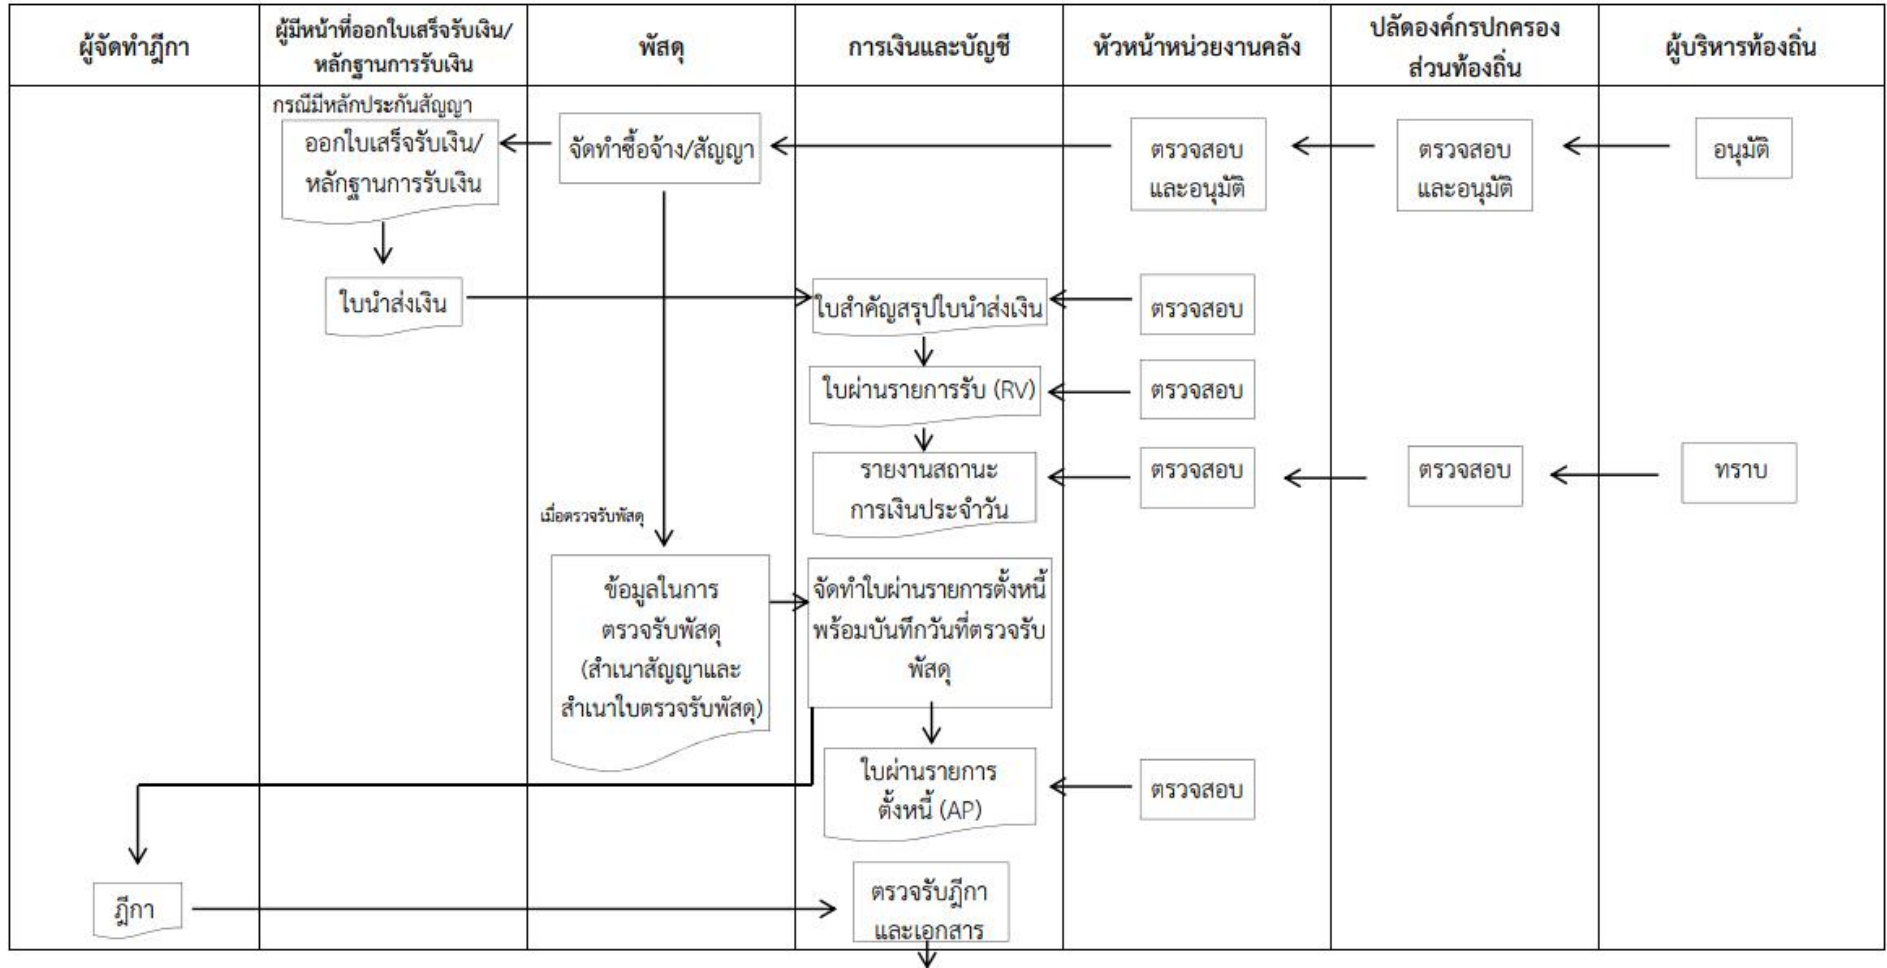 ผู้จัดทำฎีกา
ผู้มีหน้าที่ออกใบเสร็จรับเงิน/
หลักฐานการรับเงิน
พัสดุ
การเงินและบัญชี
หัวหน้าหน่วยงานคลัง
ปลัดองค์กรปกครอง
ส่วนท้องถิ่น
ผู้บริหารท้องถิ่น
กรณีมีหลักประกันสัญญา
ออกใบเสร็จรับเงิน/
หลักฐานการรับเงิน
จัดทำซื้อจ้าง/สัญญา
ตรวจสอบ
และอนุมัติ
ตรวจสอบ
และอนุมัติ
อนุมัติ
ใบนำส่งเงิน
ใบสำคัญสรุปใบนำส่งเงิน
ตรวจสอบ
ใบผ่านรายการรับ (RV)
ตรวจสอบ
รายงานสถานะ
การเงินประจำวัน
ตรวจสอบ
ตรวจสอบ
ทราบ
เมื่อตรวจรับพัสดุ
ข้อมูลในการ
ตรวจรับพัสดุ
(สำเนาสัญญาและ
สำเนาใบตรวจรับพัสดุ)
จัดทำใบผ่านรายการตั้งหนี้
พร้อมบันทึกวันที่ตรวจรับ
พัสดุ
ใบผ่านรายการ
ตั้งหนี้ (AP)
ตรวจสอบ
ฎีกา
ตรวจรับฎีกา
และเอกสาร